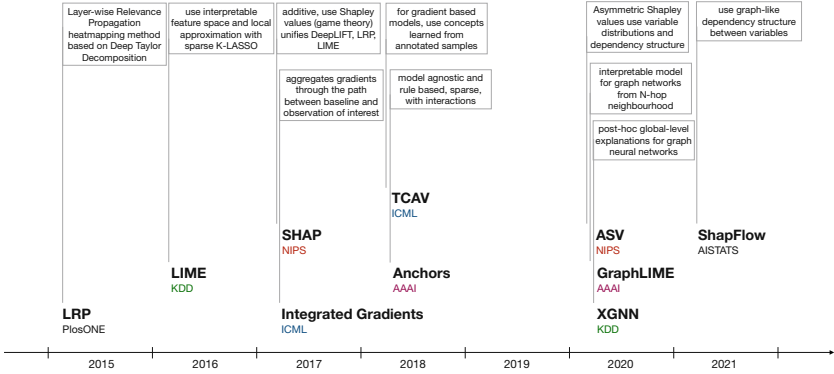 Layer-wise Relevance
Propagation
heatmapping method
based on Deep Taylor
Decomposition
use interpretable
feature space and local
approximation with
sparse K-LASSO
additive, use Shapley
values (game theory)
unifies DeepLIFT, LRP,
LIME
for gradient based
models, use concepts
learned from
annotated samples
Asymmetric Shapley
values use variable
distributions and
dependency structure
use graph-like
dependency structure
between variables
aggregates gradients
through the path
between baseline and
observation of interest
model agnostic and
rule based, sparse,
with interactions
interpretable model
for graph networks
from N-hop
neighbourhood
post-hoc global-level
explanations for graph
neural networks
TCAV
ICML
SHAP
NIPS
ASV
NIPS
ShapFlow
AISTATS
LIME
KDD
Anchors
AAAI
GraphLIME
AAAI
LRP
PlosONE
Integrated Gradients
ICML
XGNN
KDD
2015
2016
2017
2018
2019
2020
2021